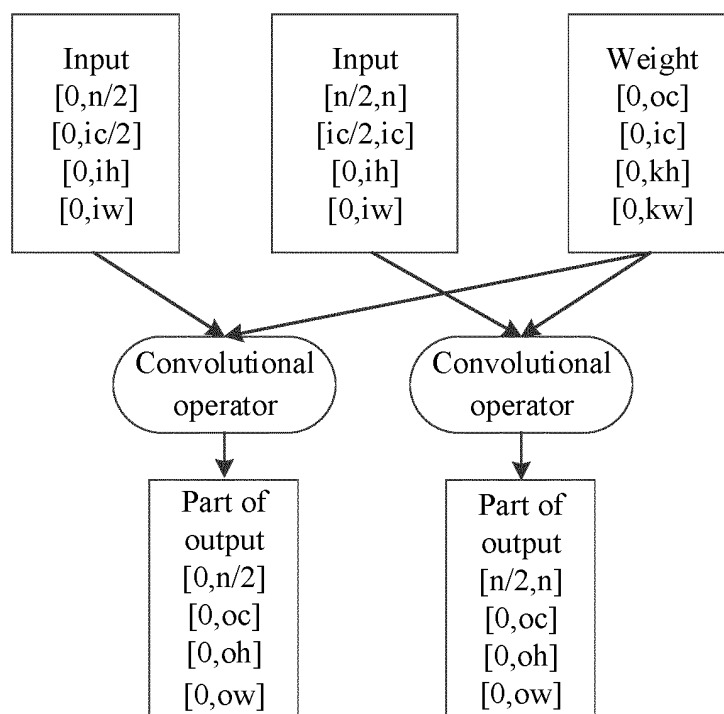 Input
[0,n/2]
[0,ic/2]
[0,ih]
[0,iw]
Input
[n/2,n]
[ic/2,ic]
[0,ih]
[0,iw]
Weight
[0,oc]
[0,ic]
[0,kh]
[0,kw]
Convolutional
operator
Convolutional
operator
Part of
output
[0,n/2]
[0,oc]
[0,oh]
[0,ow]
Part of
output
[n/2,n]
[0,oc]
[0,oh]
[0,ow]